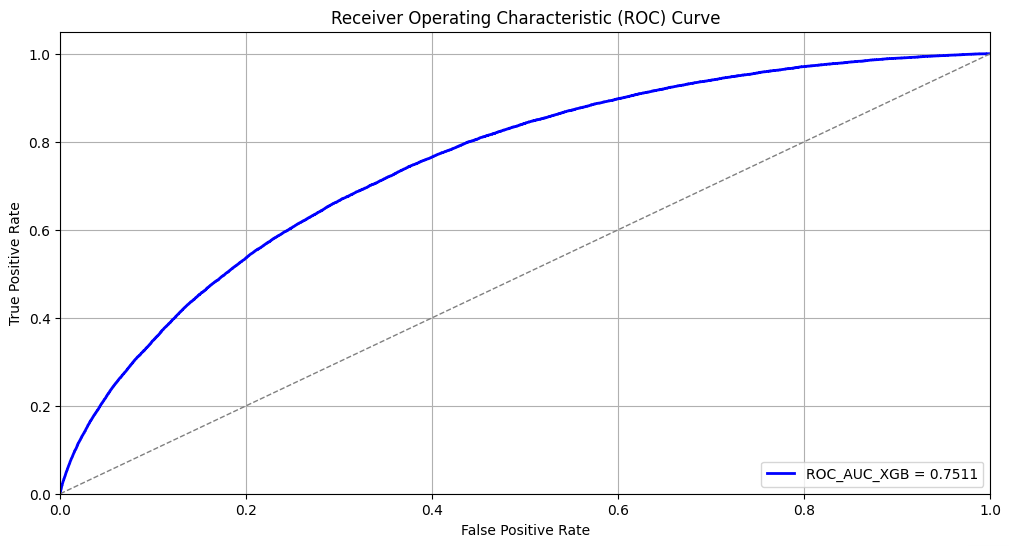 Receiver Operating Characteristic (ROC) Curve
True Positive Rate
1.0
0.8
0.6
0.4
0.2
0.0
ROC_AUC_XGB = 0.7511
0.0 0.2 0.4 0.6 0.8 1.0
False Positive Rate